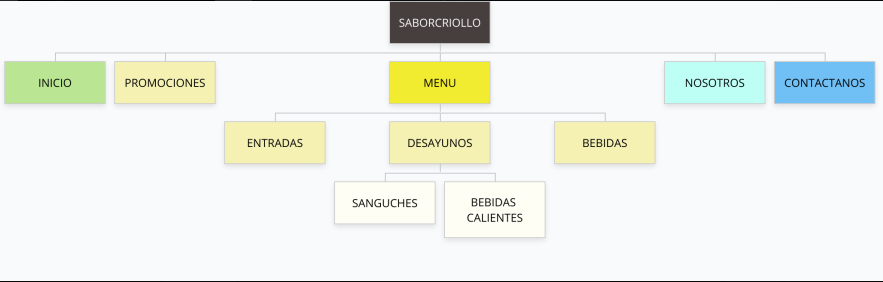 SABORCRIOLLO
INICIO
PROMOCIONES
MENU
NOSOTROS
CONTACTANOS
ENTRADAS
DESAYUNOS
BEBIDAS
SANGUCHES
BEBIDAS
CALIENTES